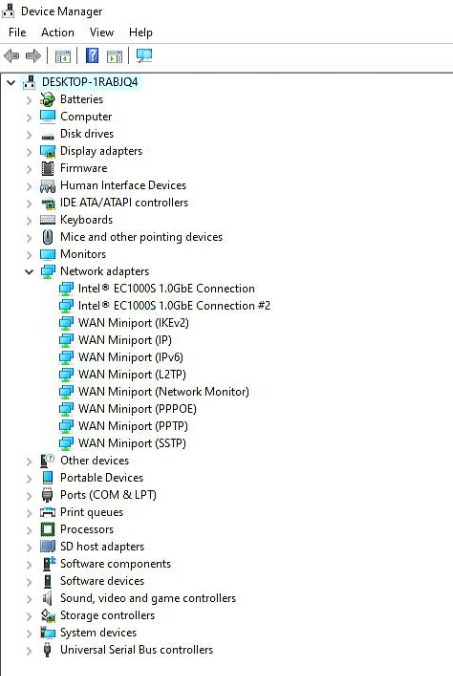 Device Manager
File Action View Help
DESKTOP-1RABJQ4
Batteries
Computer
Disk drives
Display adapters
Firmware
Human Interface Devices
IDE ATA/ATAPI controllers
Keyboards
Mice and other pointing devices
Monitors
Network adapters
Intel® EC1000S 1.0GbE Connection
Intel® EC1000S 1.0GbE Connection #2
WAN Miniport (IKEv2)
WAN Miniport (IP)
WAN Miniport (IPv6)
WAN Miniport (L2TP)
WAN Miniport (Network Monitor)
WAN Miniport (PPPOE)
WAN Miniport (PPTP)
WAN Miniport (SSTP)
Other devices
Portable Devices
Ports (COM & LPT)
Print queues
Processors
SD host adapters
Software components
Software devices
Sound, video and game controllers
Storage controllers
System devices
Universal Serial Bus controllers